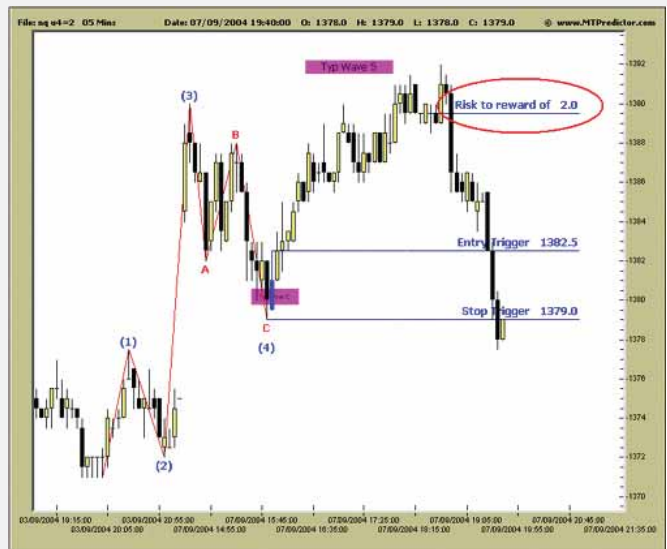 File: nq u4=2 05 Mins Date: 07/09/2004 19:40:00 O: 1378.0 H: 1379.0 L: 1378.0 C: 1379.0 © www.MTPredictor.com
Typ Wave 5
1392
(3)
Risk to reward of 2.0
1390
B
1388
1386
A
1384
Entry Trigger 1382.5
1382
1380
Stop Trigger 1379.0
C
(4)
(1)
1378
1376
1374
(2)
1372
1370
03/09/2004 19:15:00 03/09/2004 20:55:00 07/09/2004 15:45:00 07/09/2004 17:25:00 07/09/2004 19:05:00 07/09/2004 20:45:00
03/09/2004 20:05:00 07/09/2004 14:55:00 07/09/2004 16:35:00 07/09/2004 18:15:00 07/09/2004 19:55:00 07/09/2004 21:35:00